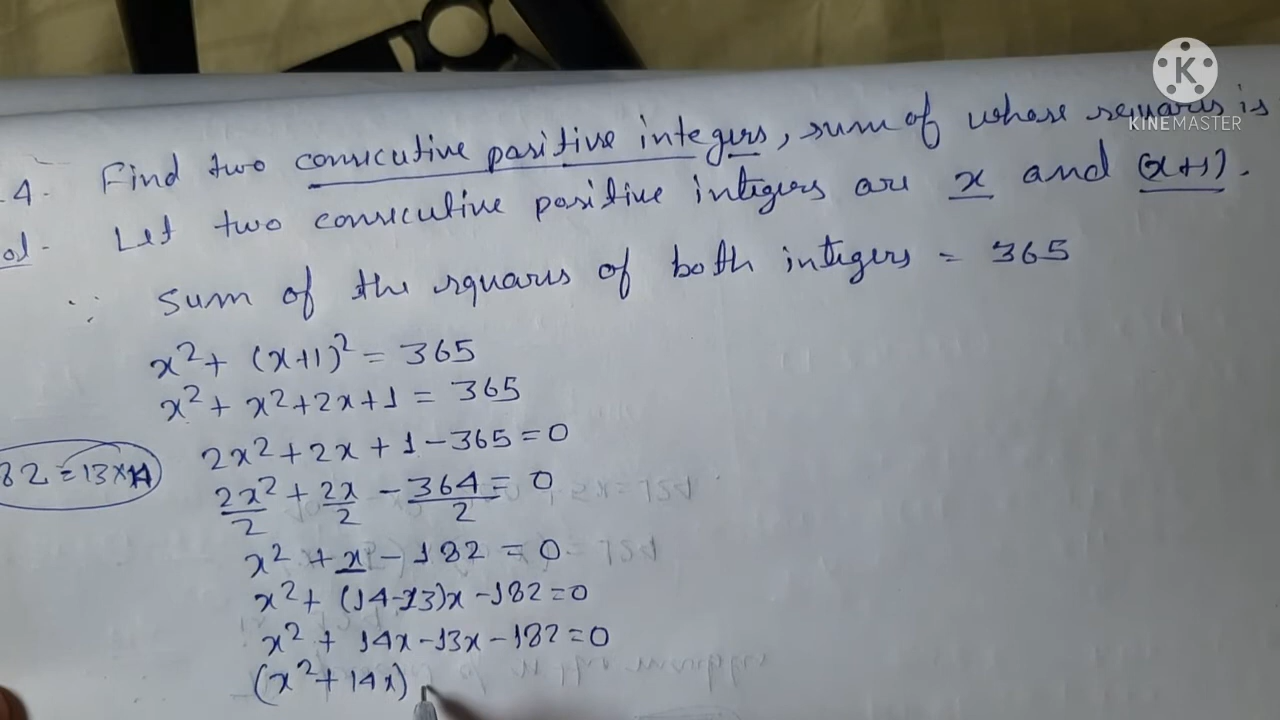 K
KINEMASTER
4. Find two consecutive positive integers, sum of whose squares is
Sol- Let two consecutive positive integers are x and (x+1).
∵ Sum of the squares of both integers = 365
x² + (x+1)² = 365
x² + x²+2x+1 = 365
2x²+2x+1-365=0
82=13×14
2x²/2 + 2x/2 - 364/2 = 0
x² + x - 182 = 0
x² + (14-13)x -182=0
x² + 14x-13x-182=0
(x²+14x)